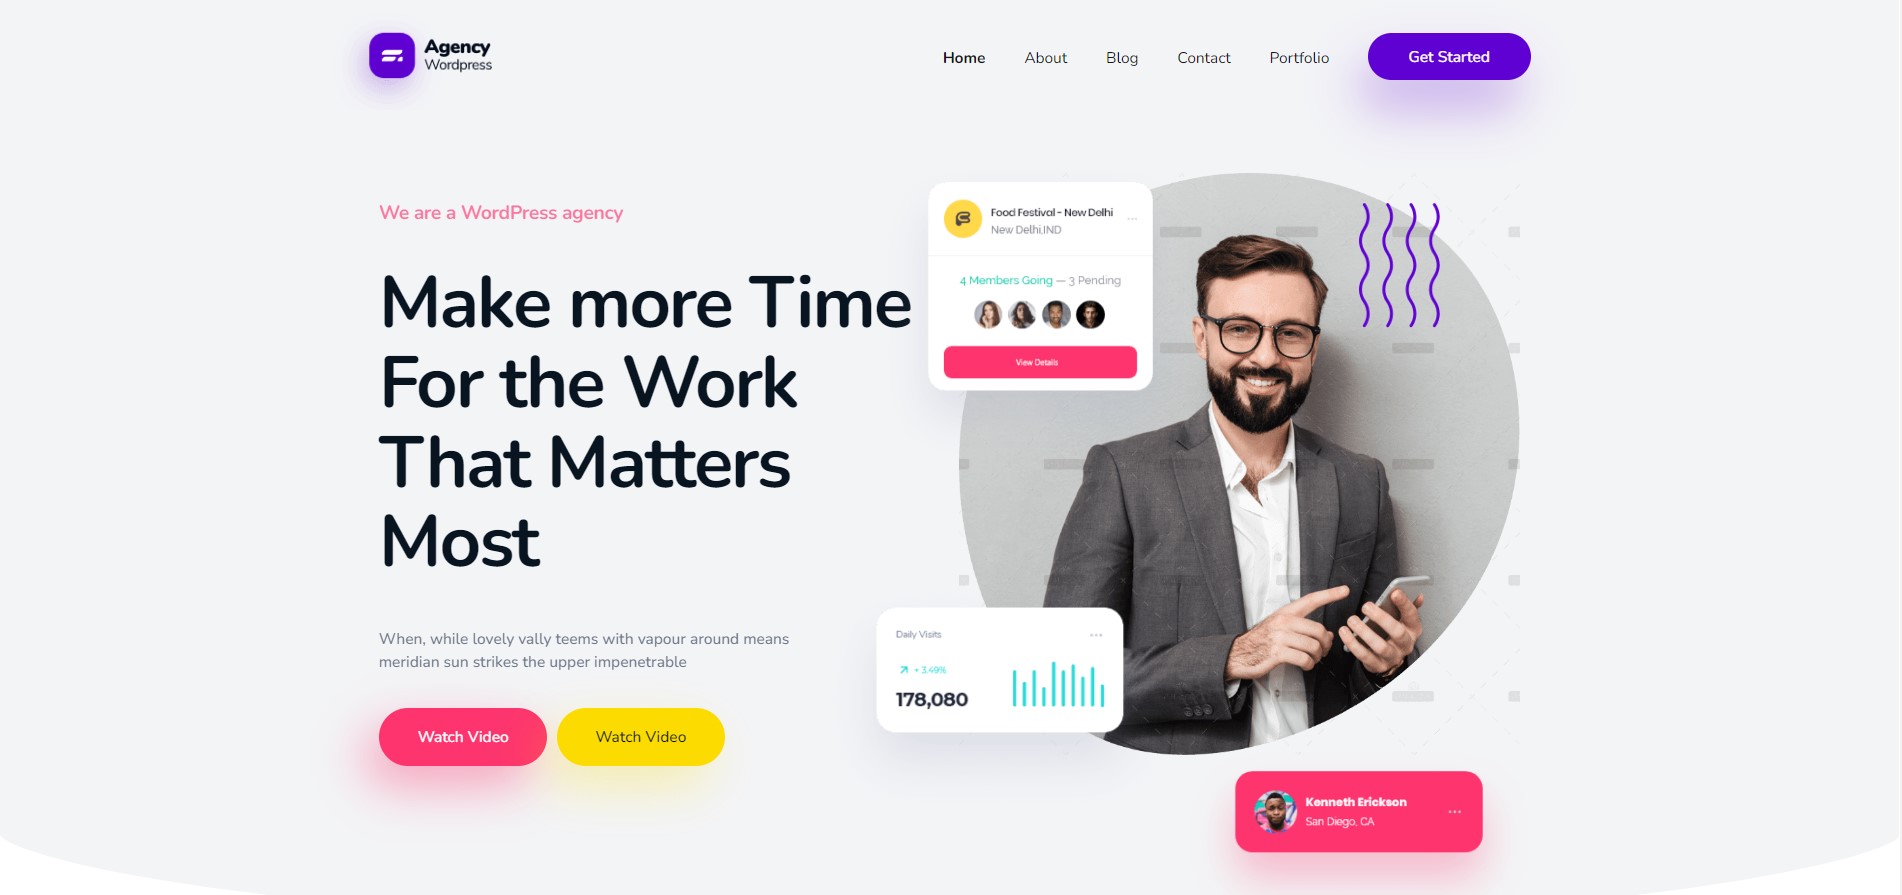 Agency
Wordpress
Home
About
Blog
Contact
Portfolio
Get Started
We are a WordPress agency
Make more Time
For the Work
That Matters
Most
When, while lovely vally teems with vapour around means
meridian sun strikes the upper impenetrable
Watch Video
Watch Video
Food Festival - New Delhi
New Delhi,IND
4 Members Going — 3 Pending
View Details
Daily Visits
+ 3.49%
178,080
Kenneth Erickson
San Diego, CA